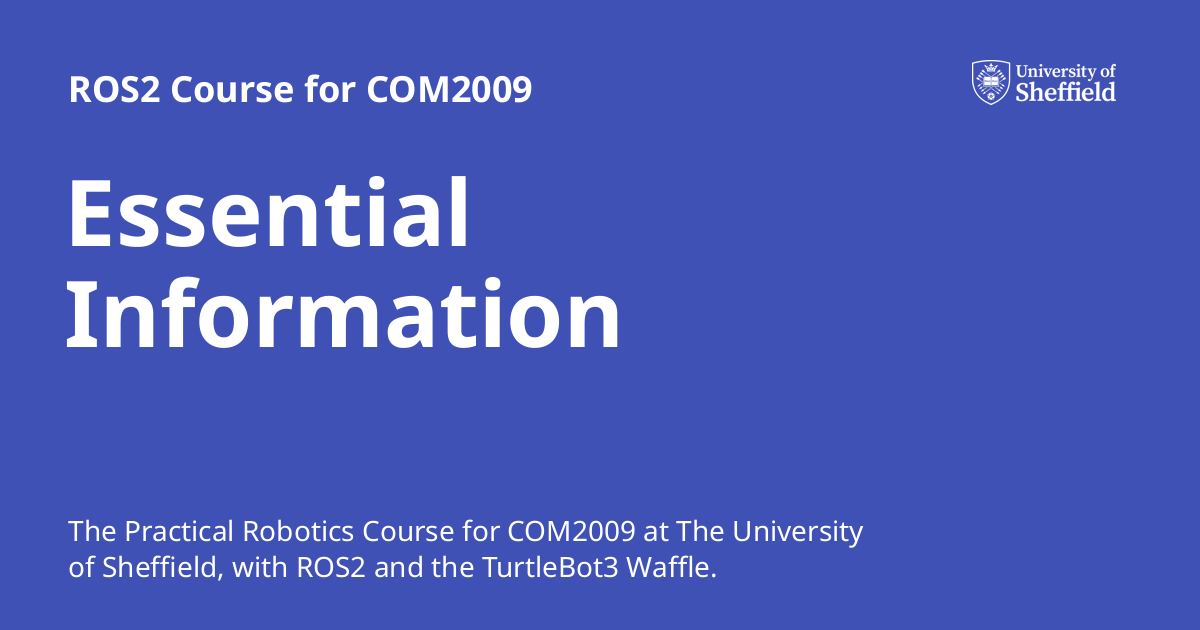 ROS2 Course for COM2009
University of
Sheffield
Essential
Information
The Practical Robotics Course for COM2009 at The University
of Sheffield, with ROS2 and the TurtleBot3 Waffle.